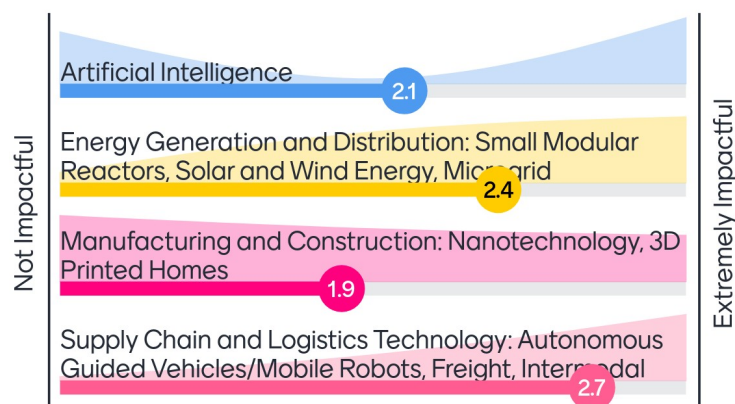 Not Impactful
Artificial Intelligence
2.1
Energy Generation and Distribution: Small Modular
Reactors, Solar and Wind Energy, Microgrid
2.4
Manufacturing and Construction: Nanotechnology, 3D
Printed Homes
1.9
Supply Chain and Logistics Technology: Autonomous
Guided Vehicles/Mobile Robots, Freight, Intermodal
2.7
Extremely Impactful